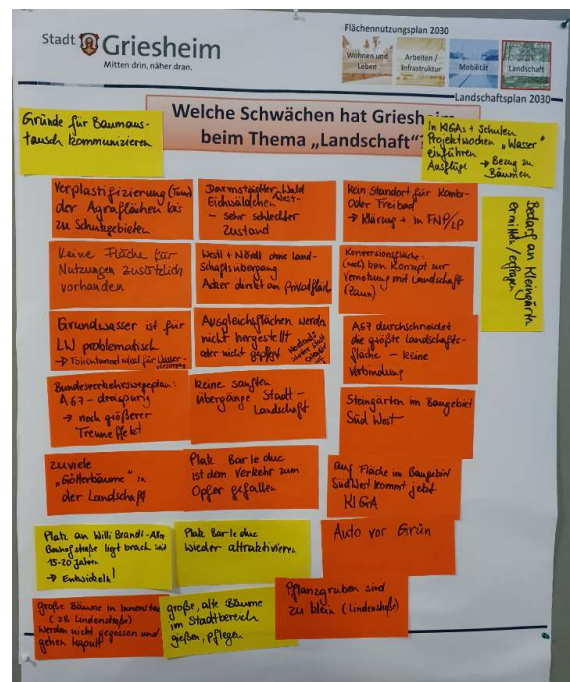 Stadt Griesheim
Mitten drin, näher dran.
Flächennutzungsplan 2030
Wohnen und
Leben
Arbeiten /
Infrastruktur
Mobilität
Landschaft
Landschaftsplan 2030
Welche Schwächen hat Griesh
beim Thema „Landschaft“
Gründe für Baumaus-
tausch kommunizieren
In KIGAs + Schulen
Projektwochen „Wasser“
einführen
Ausflüge → Bezug zu
Bäumen
Bedarf an Kleingärten
ermitteln/erfragen
Verplastifizierung
der Agraflächen bis
zu Schutzgebieten
Darmstädter Wald
Eichwäldchen West-
- sehr schlechter
Zustand
Kein Standort für Kombi-
oder Freibad
→ Klärung + in FNP/LP
Keine Fläche für
Nutzungen zusätzlich
vorhanden
Westl + Nördl ohne Land-
schaftsübergang
Acker direkt an Privatfläch
Konversionsfläche:
(noch) kein Konzept zur
Vernetzung mit Landschaft
(Zaun)
Grundwasser ist für
LW problematisch
→ Folientunnel ideal für Wasser-
Ausgleichsflächen werden
nicht hergestellt
oder nicht gepflegt
A67 durchschneidet
die größte Landschafts-
fläche - keine
Verbindung
Bundesverkehrswegeplan:
A67 - dreispurig
→ noch größerer
Trenneffekt
keine sanften
Übergänge Stadt -
Landschaft
Steingärten im Baugebiet
Süd West
zuviele
„Götterbäume“ in
der Landschaft
Platz Bar le duc
ist dem Verkehr zum
Opfer gefallen
auf Fläche im Baugebiet
SüdWest kommt jetzt
KIGA
Platz an Willi Brandt-Allee
Bahnhofstraße liegt brach seit
15-20 Jahren
→ Entwickeln!
Platz Bar le duc
wieder attraktivieren
Auto vor Grün
große Bäume in Innenstadt
(z.B. Lindenstraße)
werden nicht gegossen und
gehen kaputt
große, alte Bäume
im Stadtbereich
gießen, pflegen
Pflanzgruben sind
zu klein (Lindenstraße)